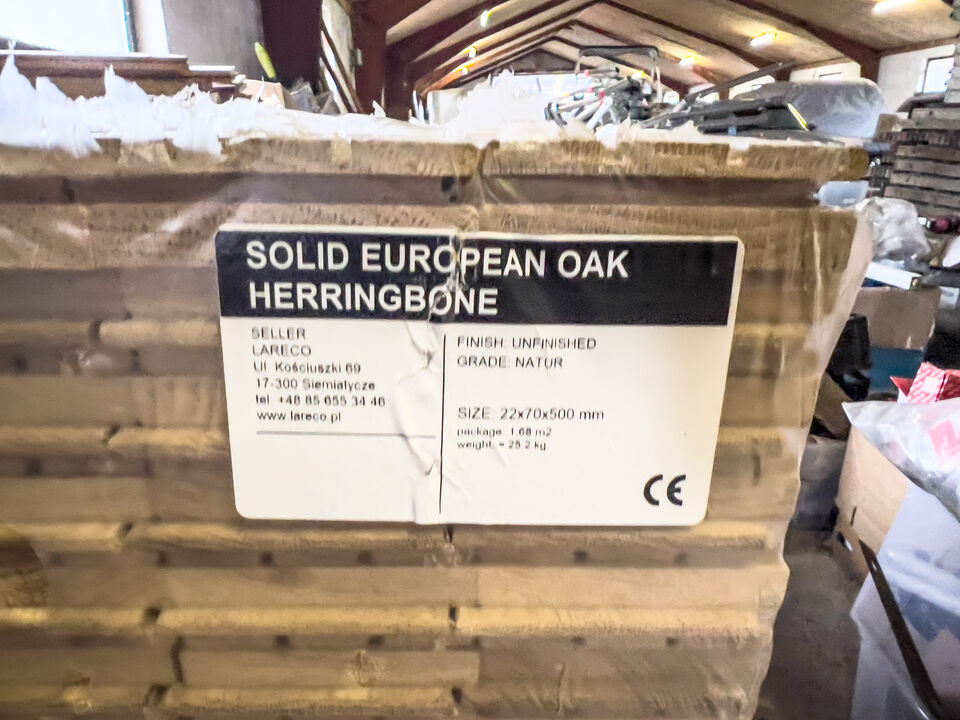 SOLID EUROPEAN OAK
HERRINGBONE
SELLER
LARECO
Ul. Kościuszki 69
17-300 Siemiatycze
tel. +48 85 655 34 46
www.lareco.pl
FINISH: UNFINISHED
GRADE: NATUR
SIZE: 22x70x500 mm
package: 1.68 m2
weight: ≈ 25.2 kg
CE